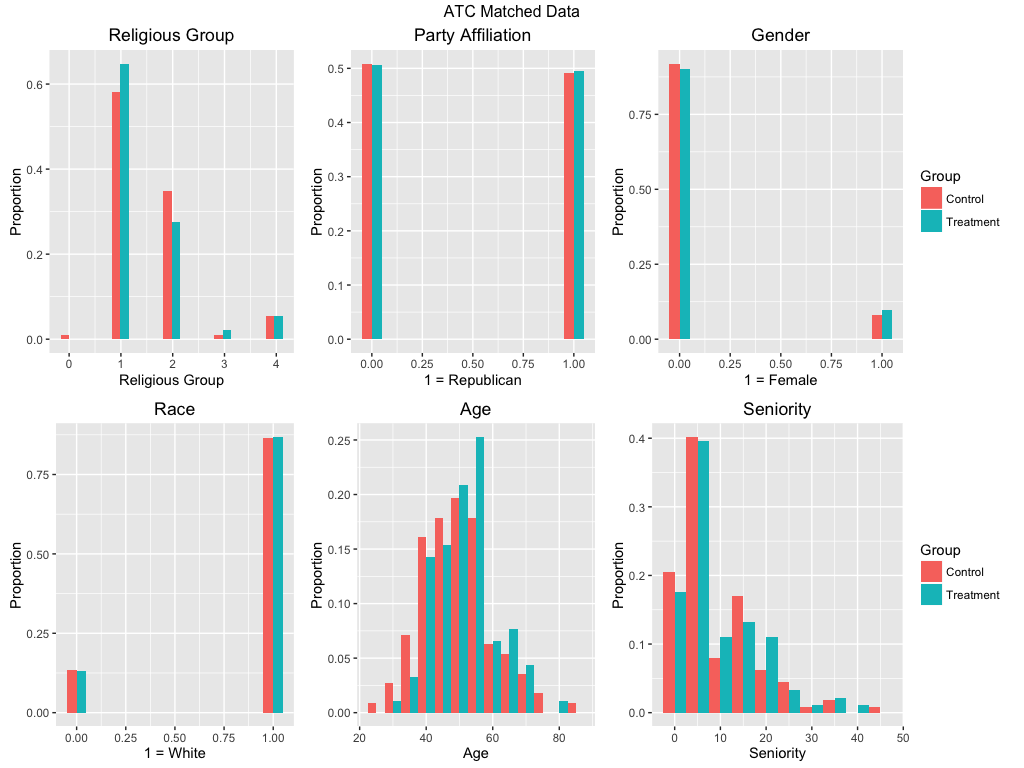 ATC Matched Data
Religious Group
Proportion
0.6
0.4
0.2
0.0
0 1 2 3 4
Religious Group
Party Affiliation
Proportion
0.5
0.4
0.3
0.2
0.1
0.0
0.00 0.25 0.50 0.75 1.00
1 = Republican
Gender
Proportion
0.75
0.50
0.25
0.00
0.00 0.25 0.50 0.75 1.00
1 = Female
Group
Control
Treatment
Race
Proportion
0.75
0.50
0.25
0.00
0.00 0.25 0.50 0.75 1.00
1 = White
Age
Proportion
0.25
0.20
0.15
0.10
0.05
0.00
20 40 60 80
Age
Seniority
Proportion
0.4
0.3
0.2
0.1
0.0
0 10 20 30 40 50
Seniority
Group
Control
Treatment